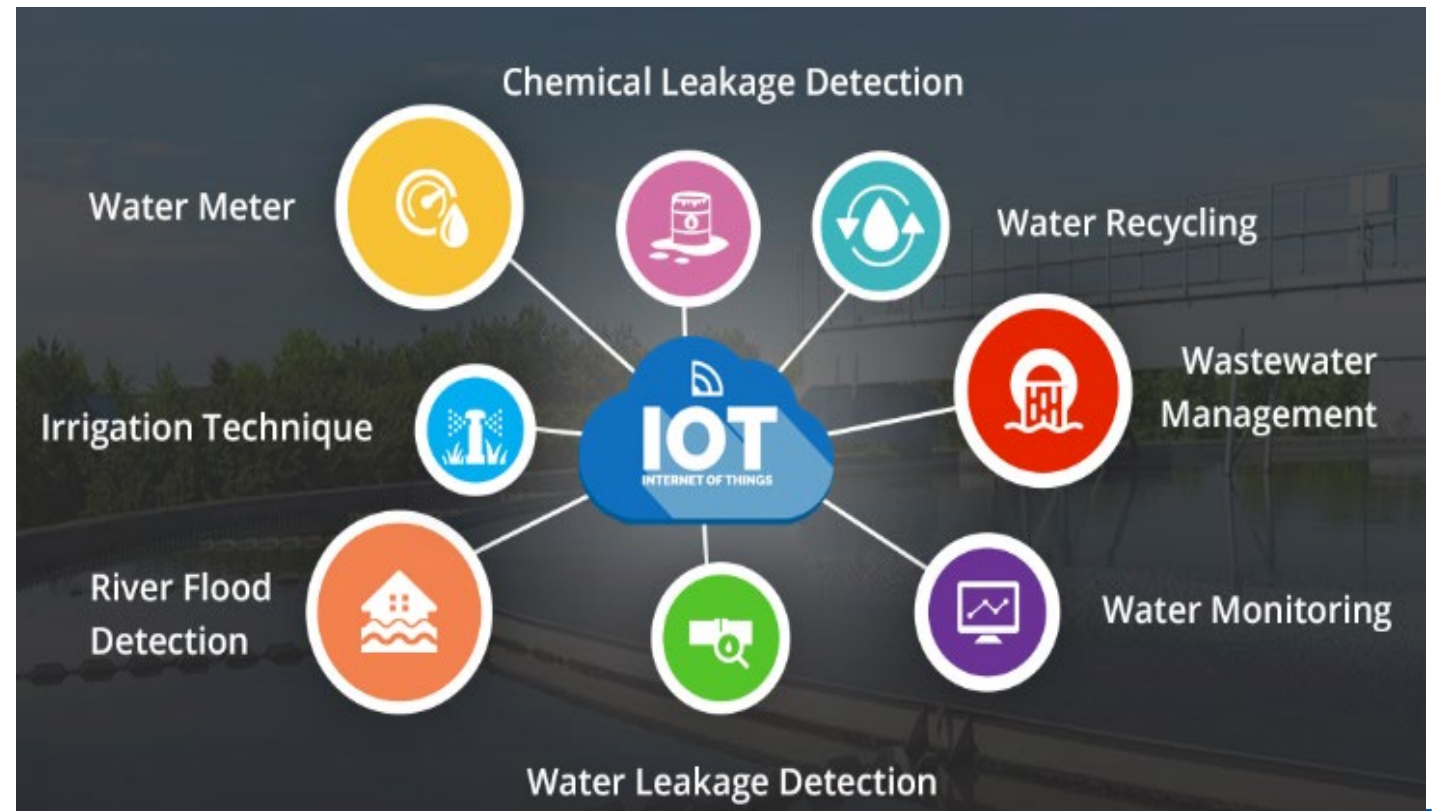 Chemical Leakage Detection
Water Meter
Water Recycling
Wastewater
Management
Irrigation Technique
IOT
INTERNET OF THINGS
River Flood
Detection
Water Monitoring
Water Leakage Detection